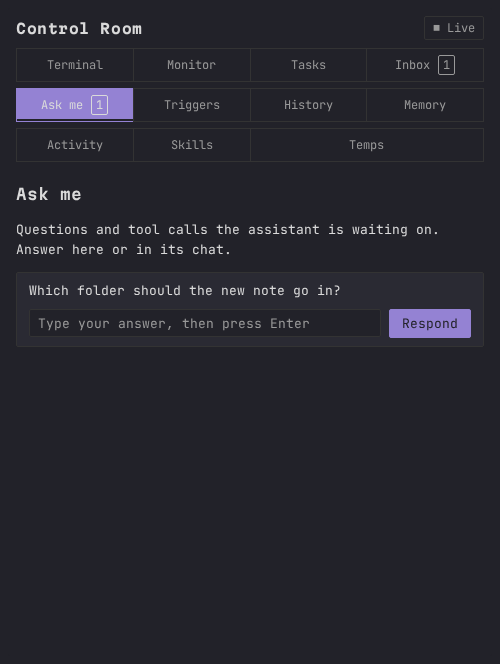 Control Room
Live
Terminal
Monitor
Tasks
Inbox 1
Ask me 1
Triggers
History
Memory
Activity
Skills
Temps
Ask me
Questions and tool calls the assistant is waiting on.
Answer here or in its chat.
Which folder should the new note go in?
Type your answer, then press Enter
Respond